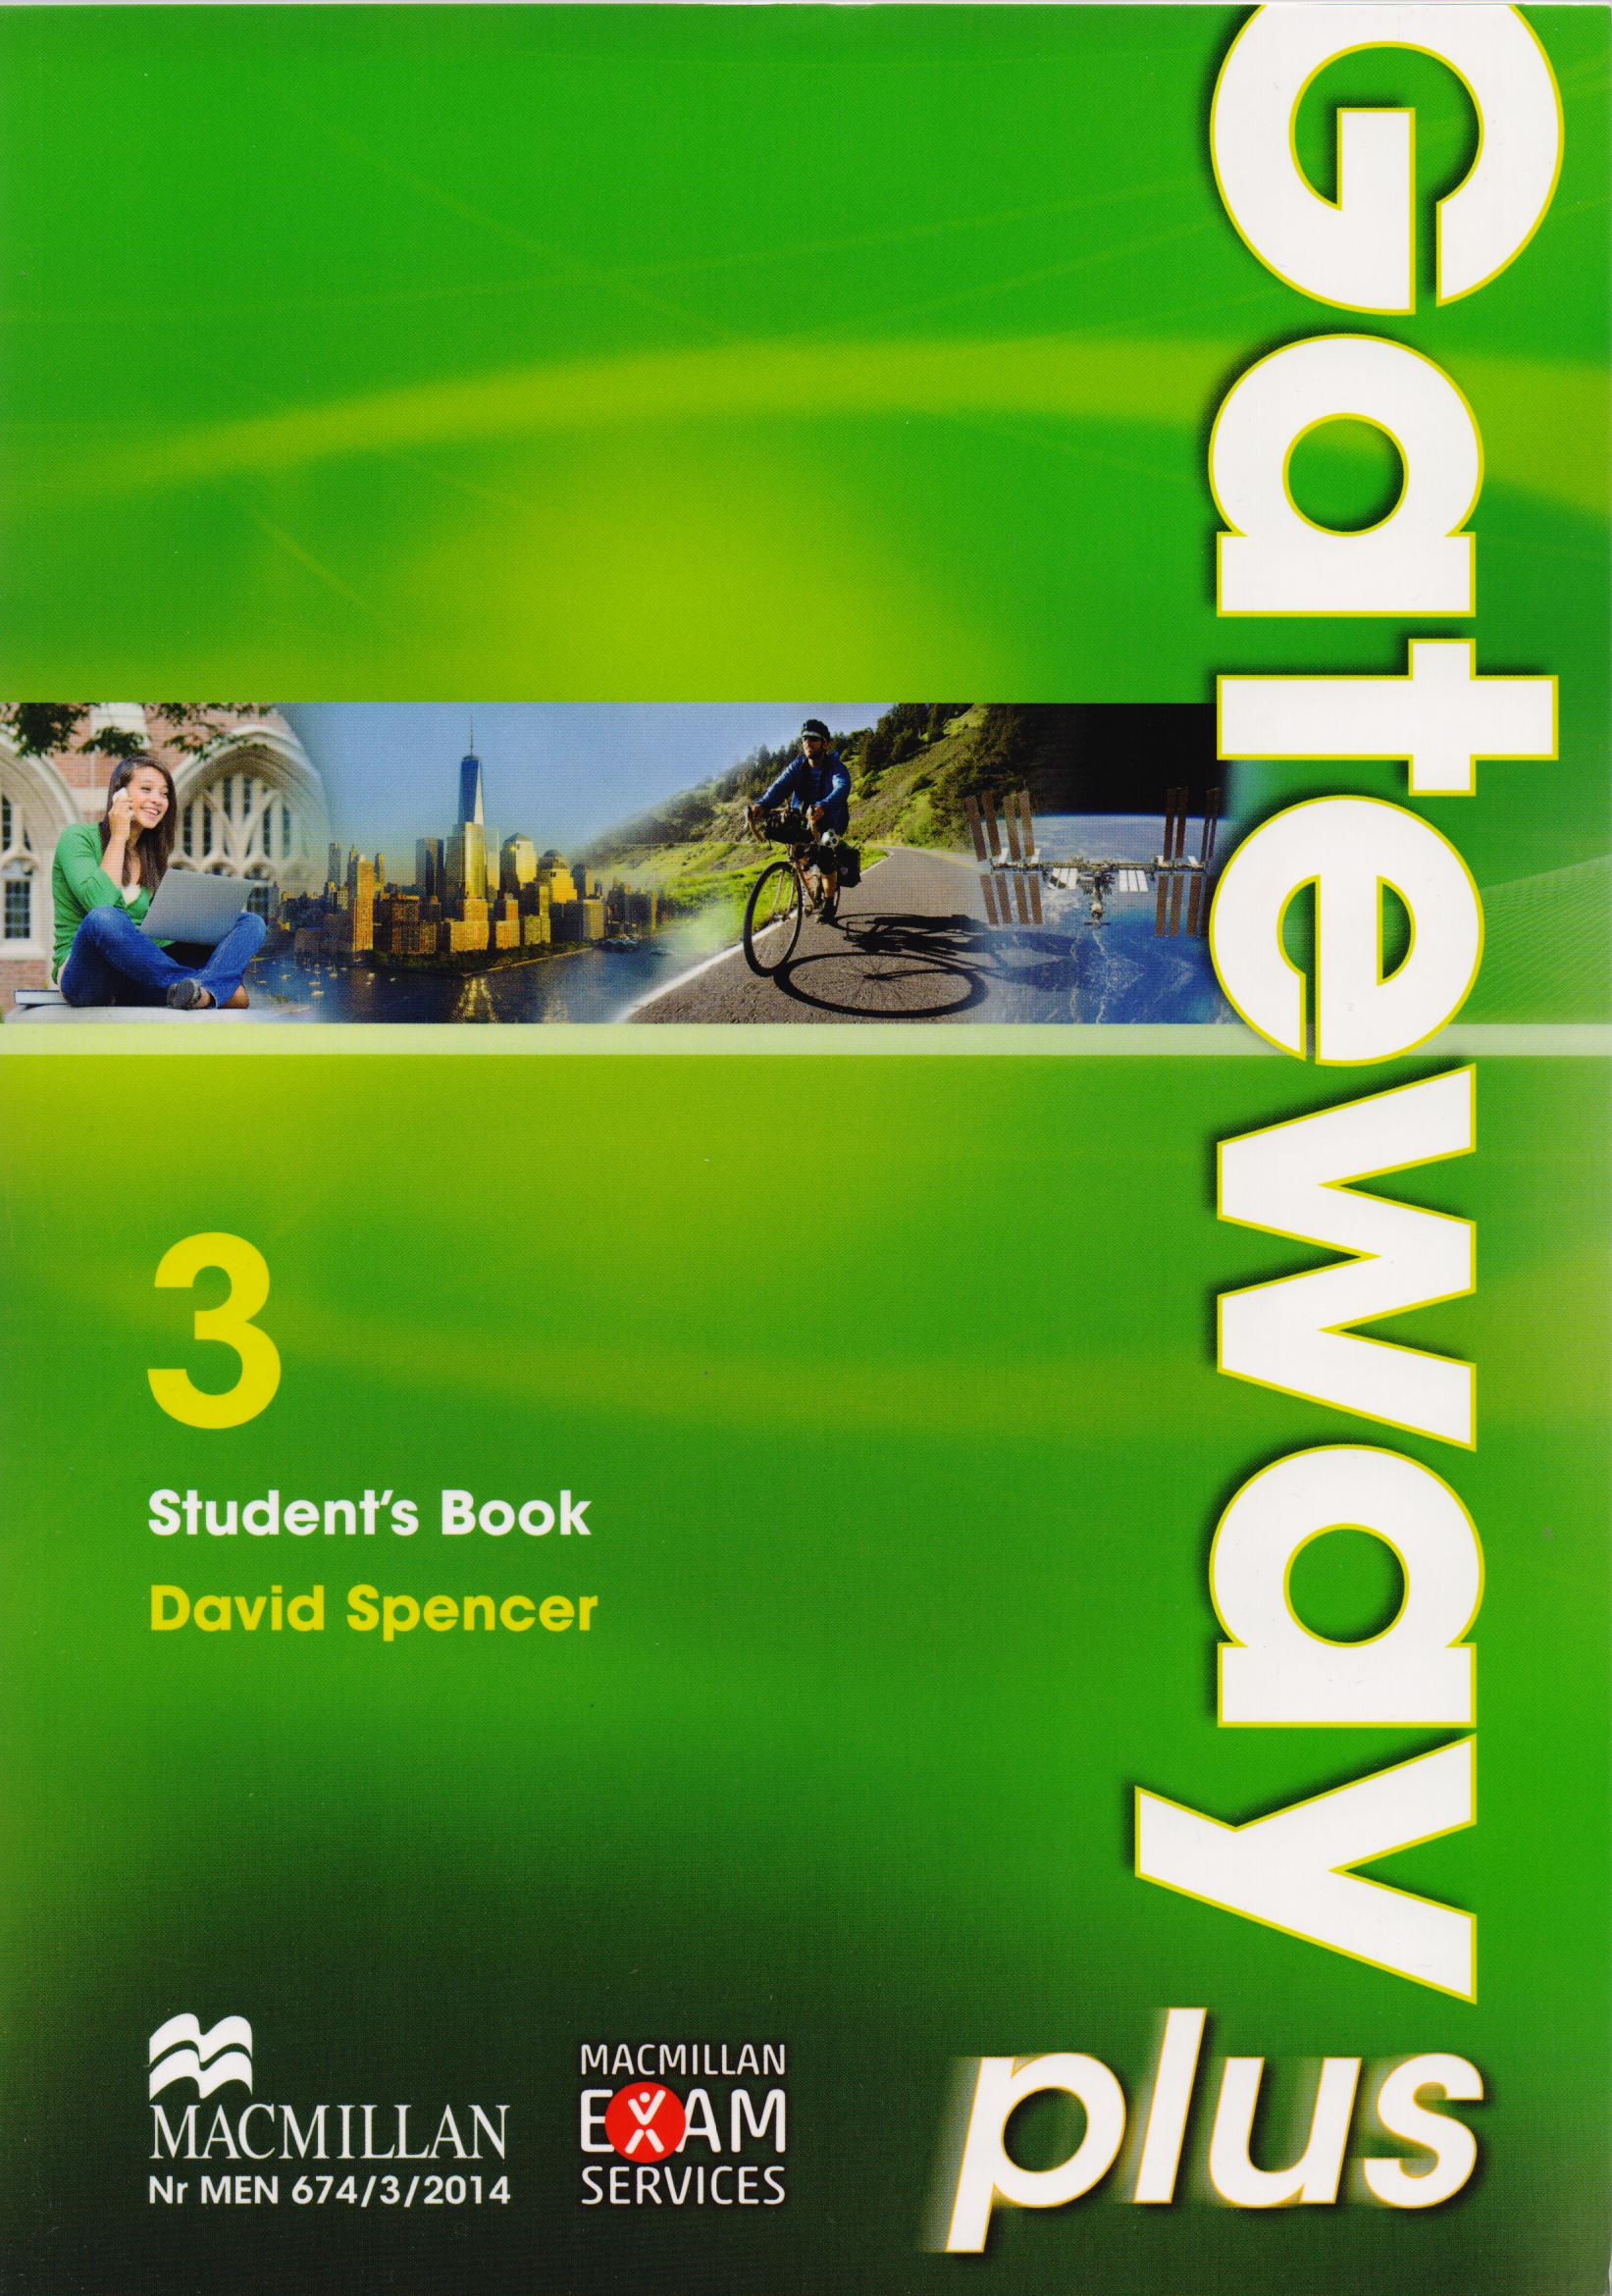 Gateway
plus
3
Student's Book
David Spencer
MACMILLAN
Nr MEN 674/3/2014
MACMILLAN
EXAM
SERVICES